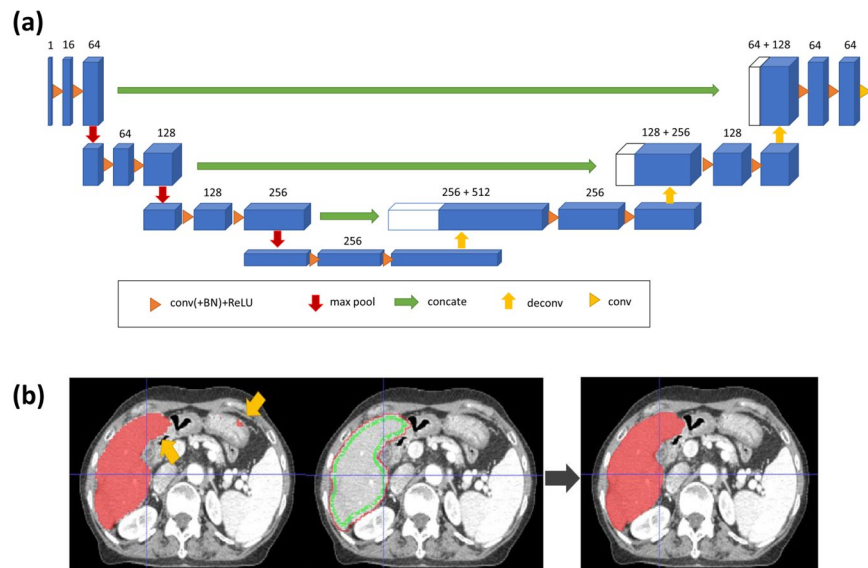 (a)
1 16 64
64 + 128 64 64
64 128
128 + 256 128
128 256
256 + 512 256
256
conv(+BN)+ReLU max pool concate deconv conv
(b)